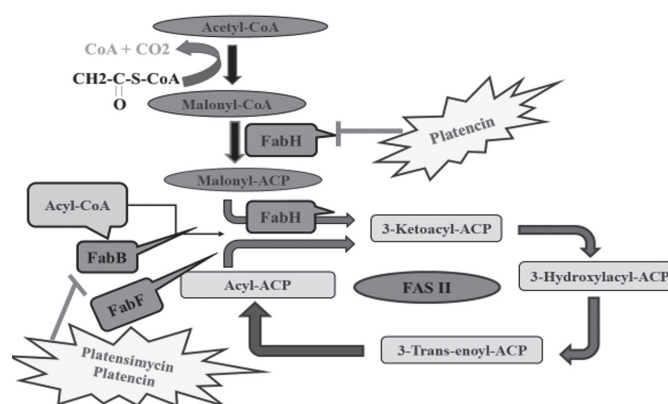 Acetyl-CoA
CoA + CO2
CH2-C-S-CoA
O
Malonyl-CoA
FabH
Platencin
Malonyl-ACP
Acyl-CoA
FabH
3-Ketoacyl-ACP
FabB
FabF
Acyl-ACP
FAS II
3-Hydroxylacyl-ACP
Platensimycin
Platencin
3-Trans-enoyl-ACP